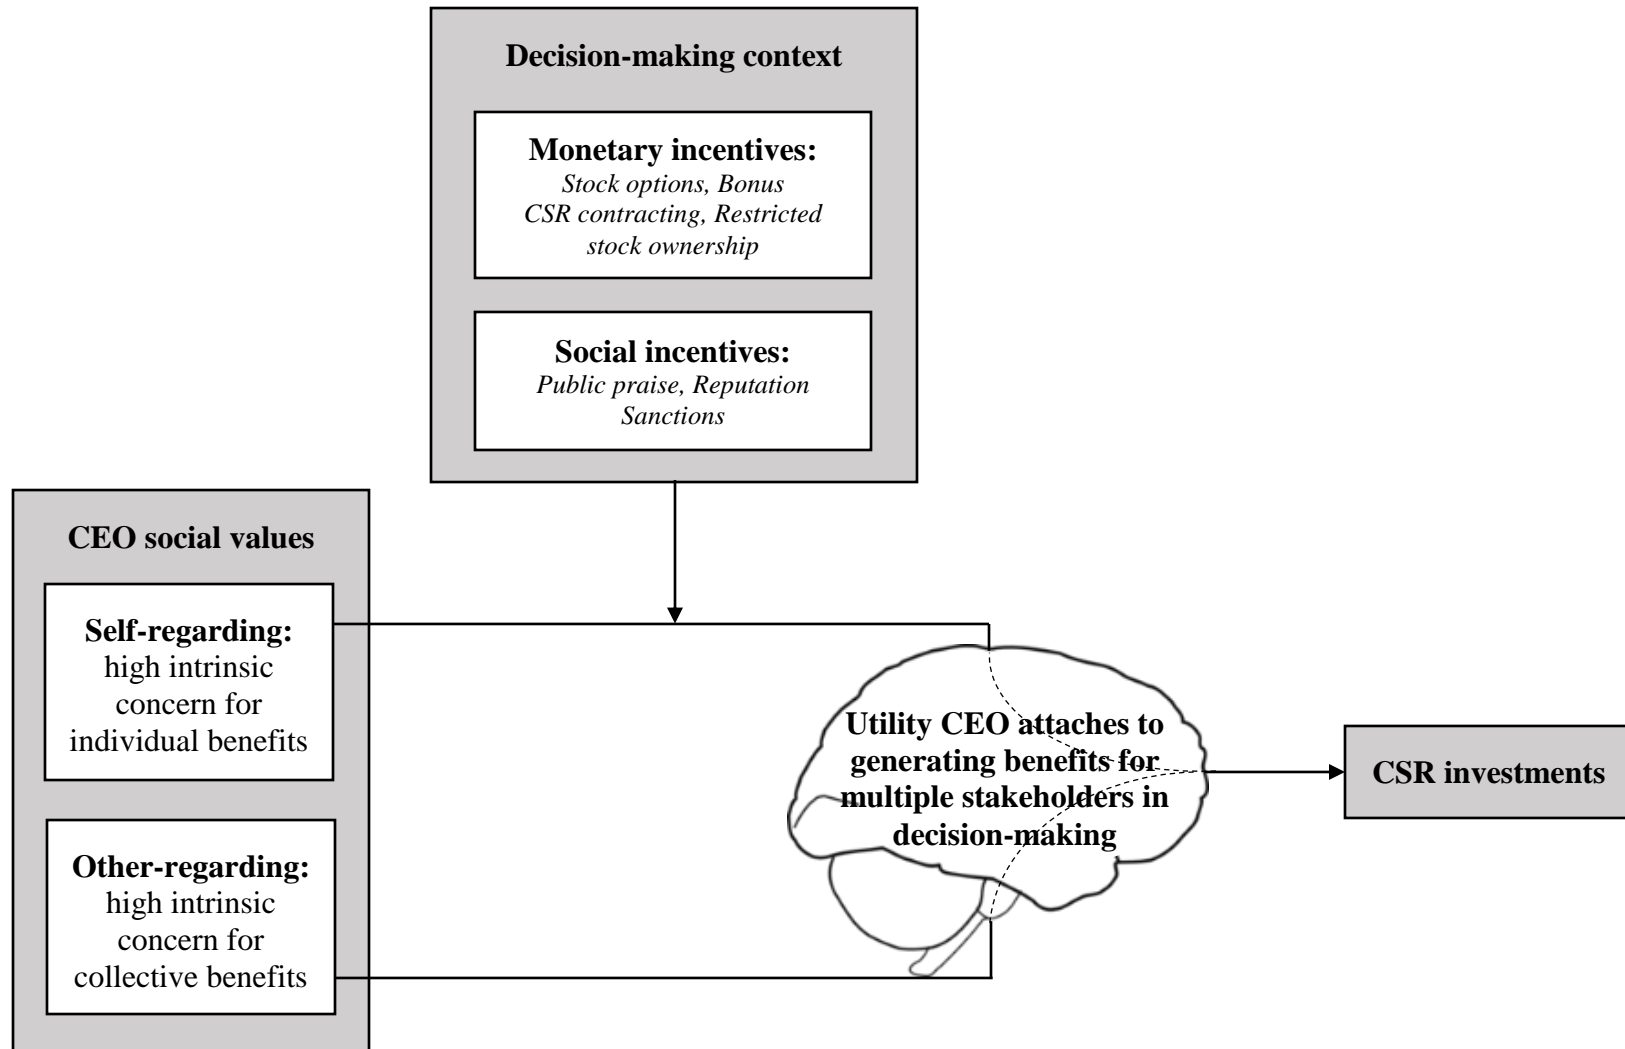 Decision-making context
Monetary incentives:
Stock options, Bonus
CSR contracting, Restricted
stock ownership
Social incentives:
Public praise, Reputation
Sanctions
CEO social values
Self-regarding:
high intrinsic
concern for
individual benefits
Other-regarding:
high intrinsic
concern for
collective benefits
Utility CEO attaches to
generating benefits for
multiple stakeholders in
decision-making
CSR investments